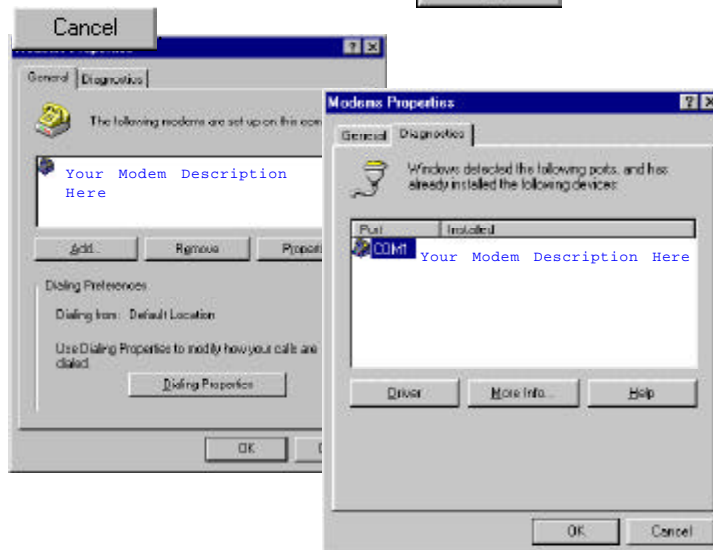 Cancel
General Diagnostics
The following modems are set up on this com
Your Modem Description
Here
Add... Remove Propert
Dialing Preferences
Dialing from: Default Location
Use Dialing Properties to modify how your calls are
dialed.
Dialing Properties
OK
Modems Properties
General Diagnostics
Windows detected the following ports, and has
already installed the following devices:
Port Installed
COM1 Your Modem Description Here
Driver More Info... Help
OK Cancel